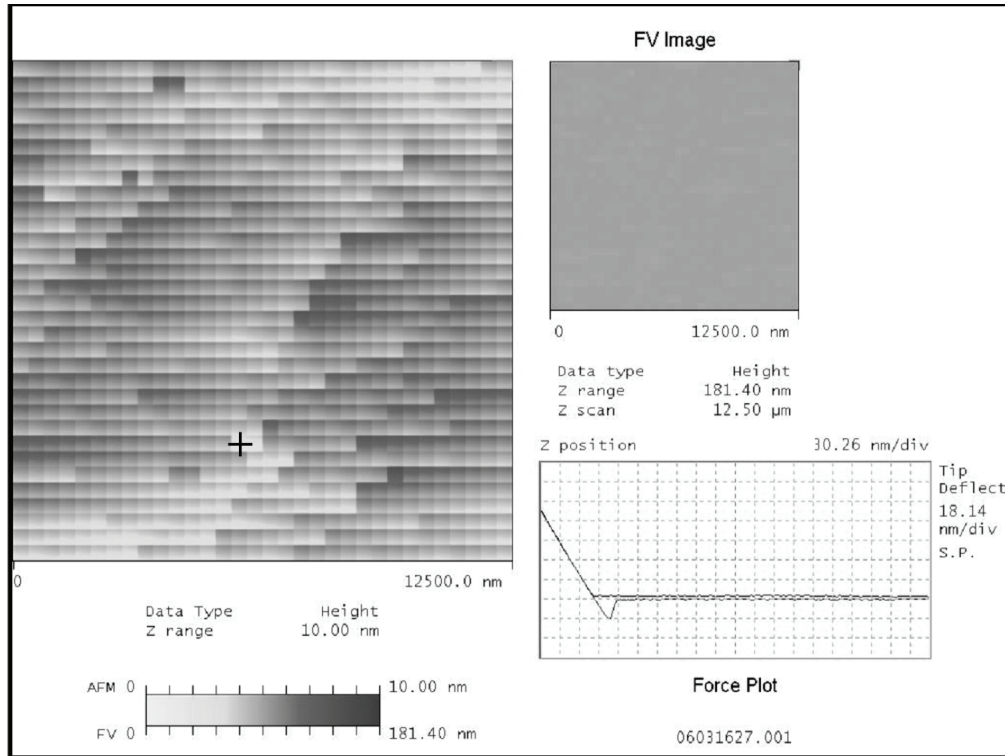 FV Image
0 12500.0 nm
Data type Height
Z range 181.40 nm
Z scan 12.50 µm
Z position 30.26 nm/div
Tip
Deflect
18.14
nm/div
S.P.
Force Plot
06031627.001
0 12500.0 nm
Data Type Height
Z range 10.00 nm
AFM 0 10.00 nm
FV 0 181.40 nm